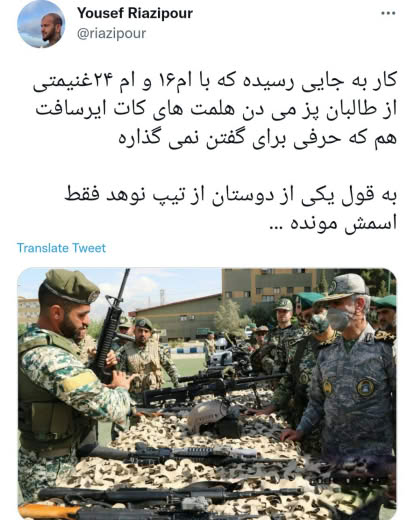 Yousef Riazipour
@riazipour
کار به جایی رسیده که با ام۱۶ و ام ۲۴غنیمتی
از طالبان پز می دن هلمت های کات ایرسافت
هم که حرفی برای گفتن نمی گذاره
به قول یکی از دوستان از تیپ نوهد فقط
اسمش مونده ...
Translate Tweet